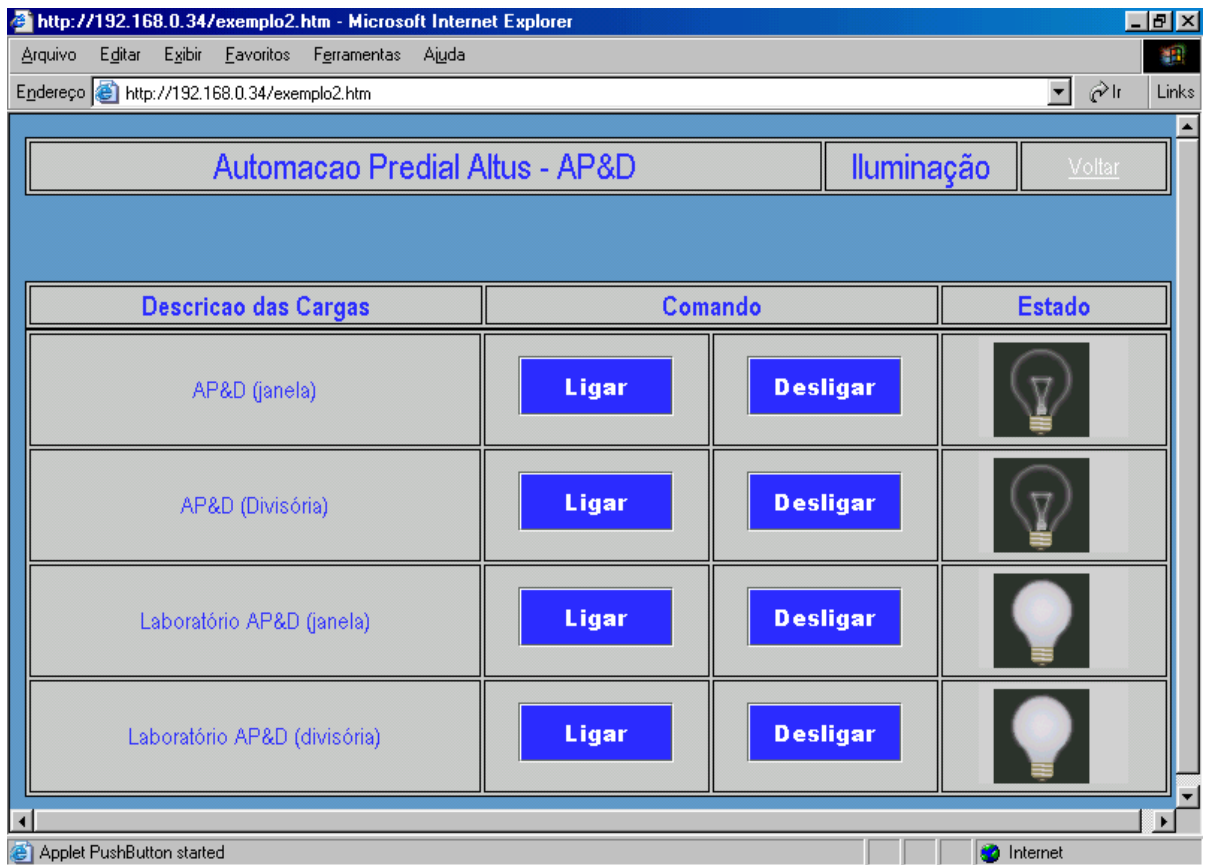 http://192.168.0.34/exemplo2.htm - Microsoft Internet Explorer
Arquivo Editar Exibir Favoritos Ferramentas Ajuda
Endereço http://192.168.0.34/exemplo2.htm Ir Links
Automacao Predial Altus - AP&D Iluminação Voltar
Descricao das Cargas Comando Estado
AP&D (janela) Ligar Desligar
AP&D (Divisória) Ligar Desligar
Laboratório AP&D (janela) Ligar Desligar
Laboratório AP&D (divisória) Ligar Desligar
Applet PushButton started Internet